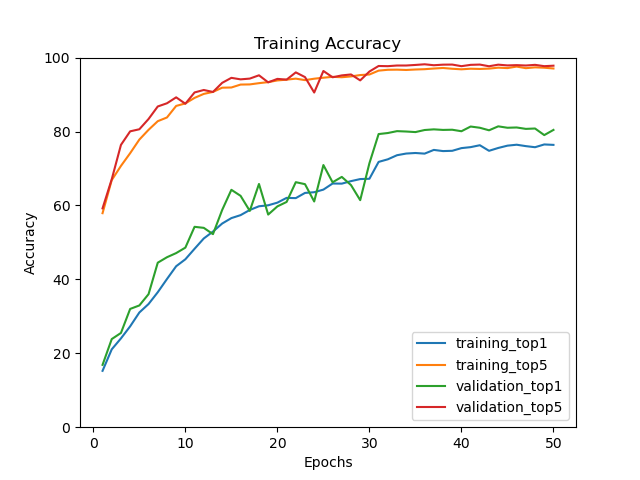 Training Accuracy
Accuracy
100
80
60
40
20
0
0 10 20 30 40 50
Epochs
training_top1
training_top5
validation_top1
validation_top5